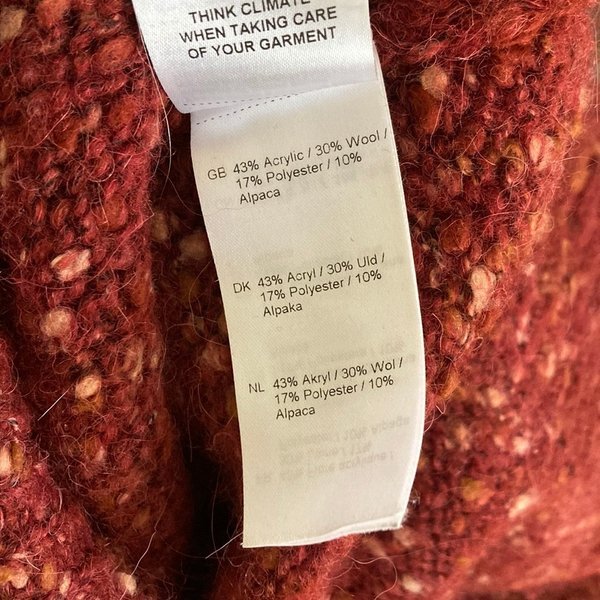 THINK CLIMATE
WHEN TAKING CARE
OF YOUR GARMENT
GB 43% Acrylic / 30% Wool /
17% Polyester / 10%
Alpaca
DK 43% Acryl / 30% Uld /
17% Polyester / 10%
Alpaka
NL 43% Akryl / 30% Wol /
17% Polyester / 10%
Alpaca